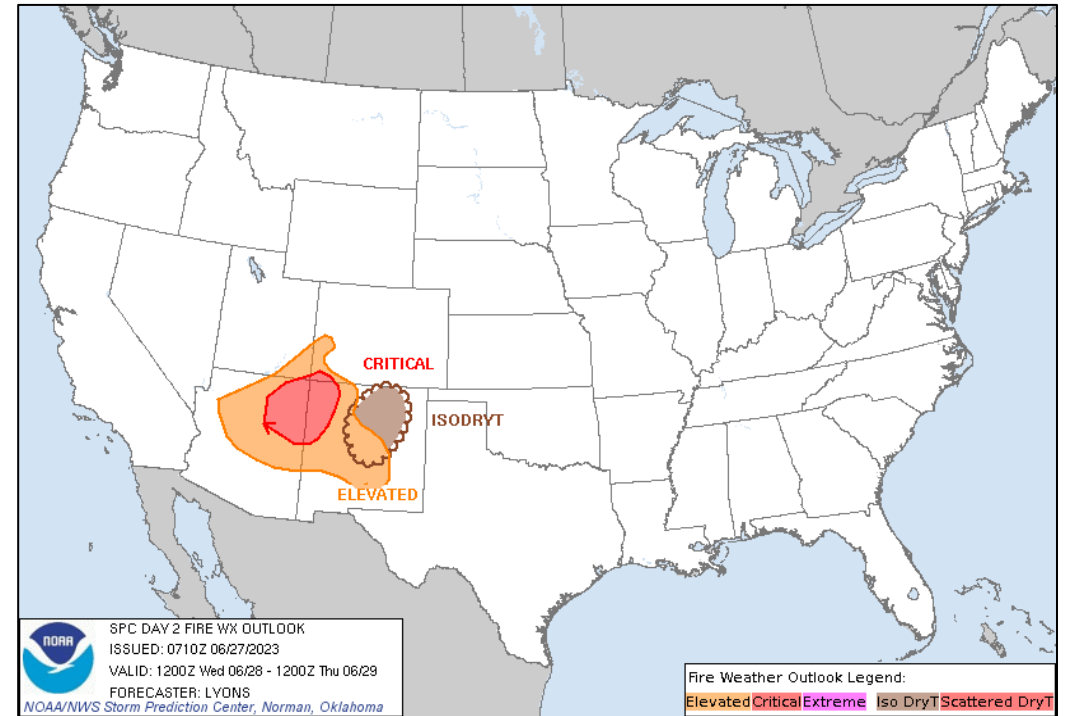 CRITICAL
ISODRYT
ELEVATED
NOAA
SPC DAY 2 FIRE WX OUTLOOK
ISSUED: 0710Z 06/27/2023
VALID: 1200Z Wed 06/28 - 1200Z Thu 06/29
FORECASTER: LYONS
NOAA/NWS Storm Prediction Center, Norman, Oklahoma
Fire Weather Outlook Legend:
Elevated Critical Extreme Iso DryT Scattered DryT